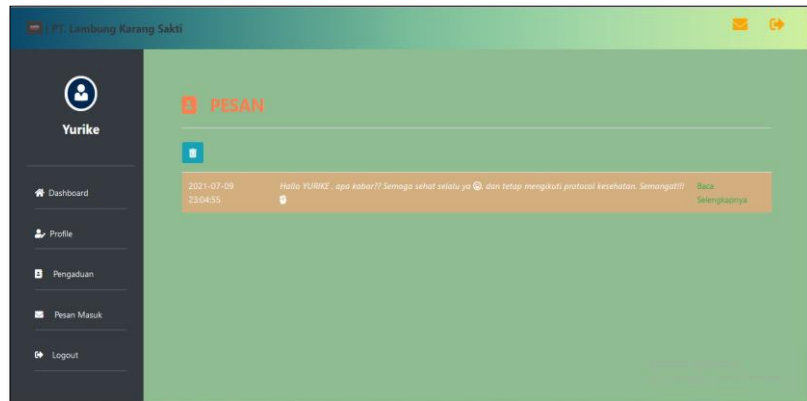 PT. Lambung Karang Sakti
Yurike
Dashboard
Profile
Pengaduan
Pesan Masuk
Logout
PESAN
2021-07-09
23:04:55
Hallo YURIKE , apa kabar?? Semoga sehat selalu ya 😀, dan tetap mengikuti protocol kesehatan. Semangat!!!
✊
Baca
Selengkapnya